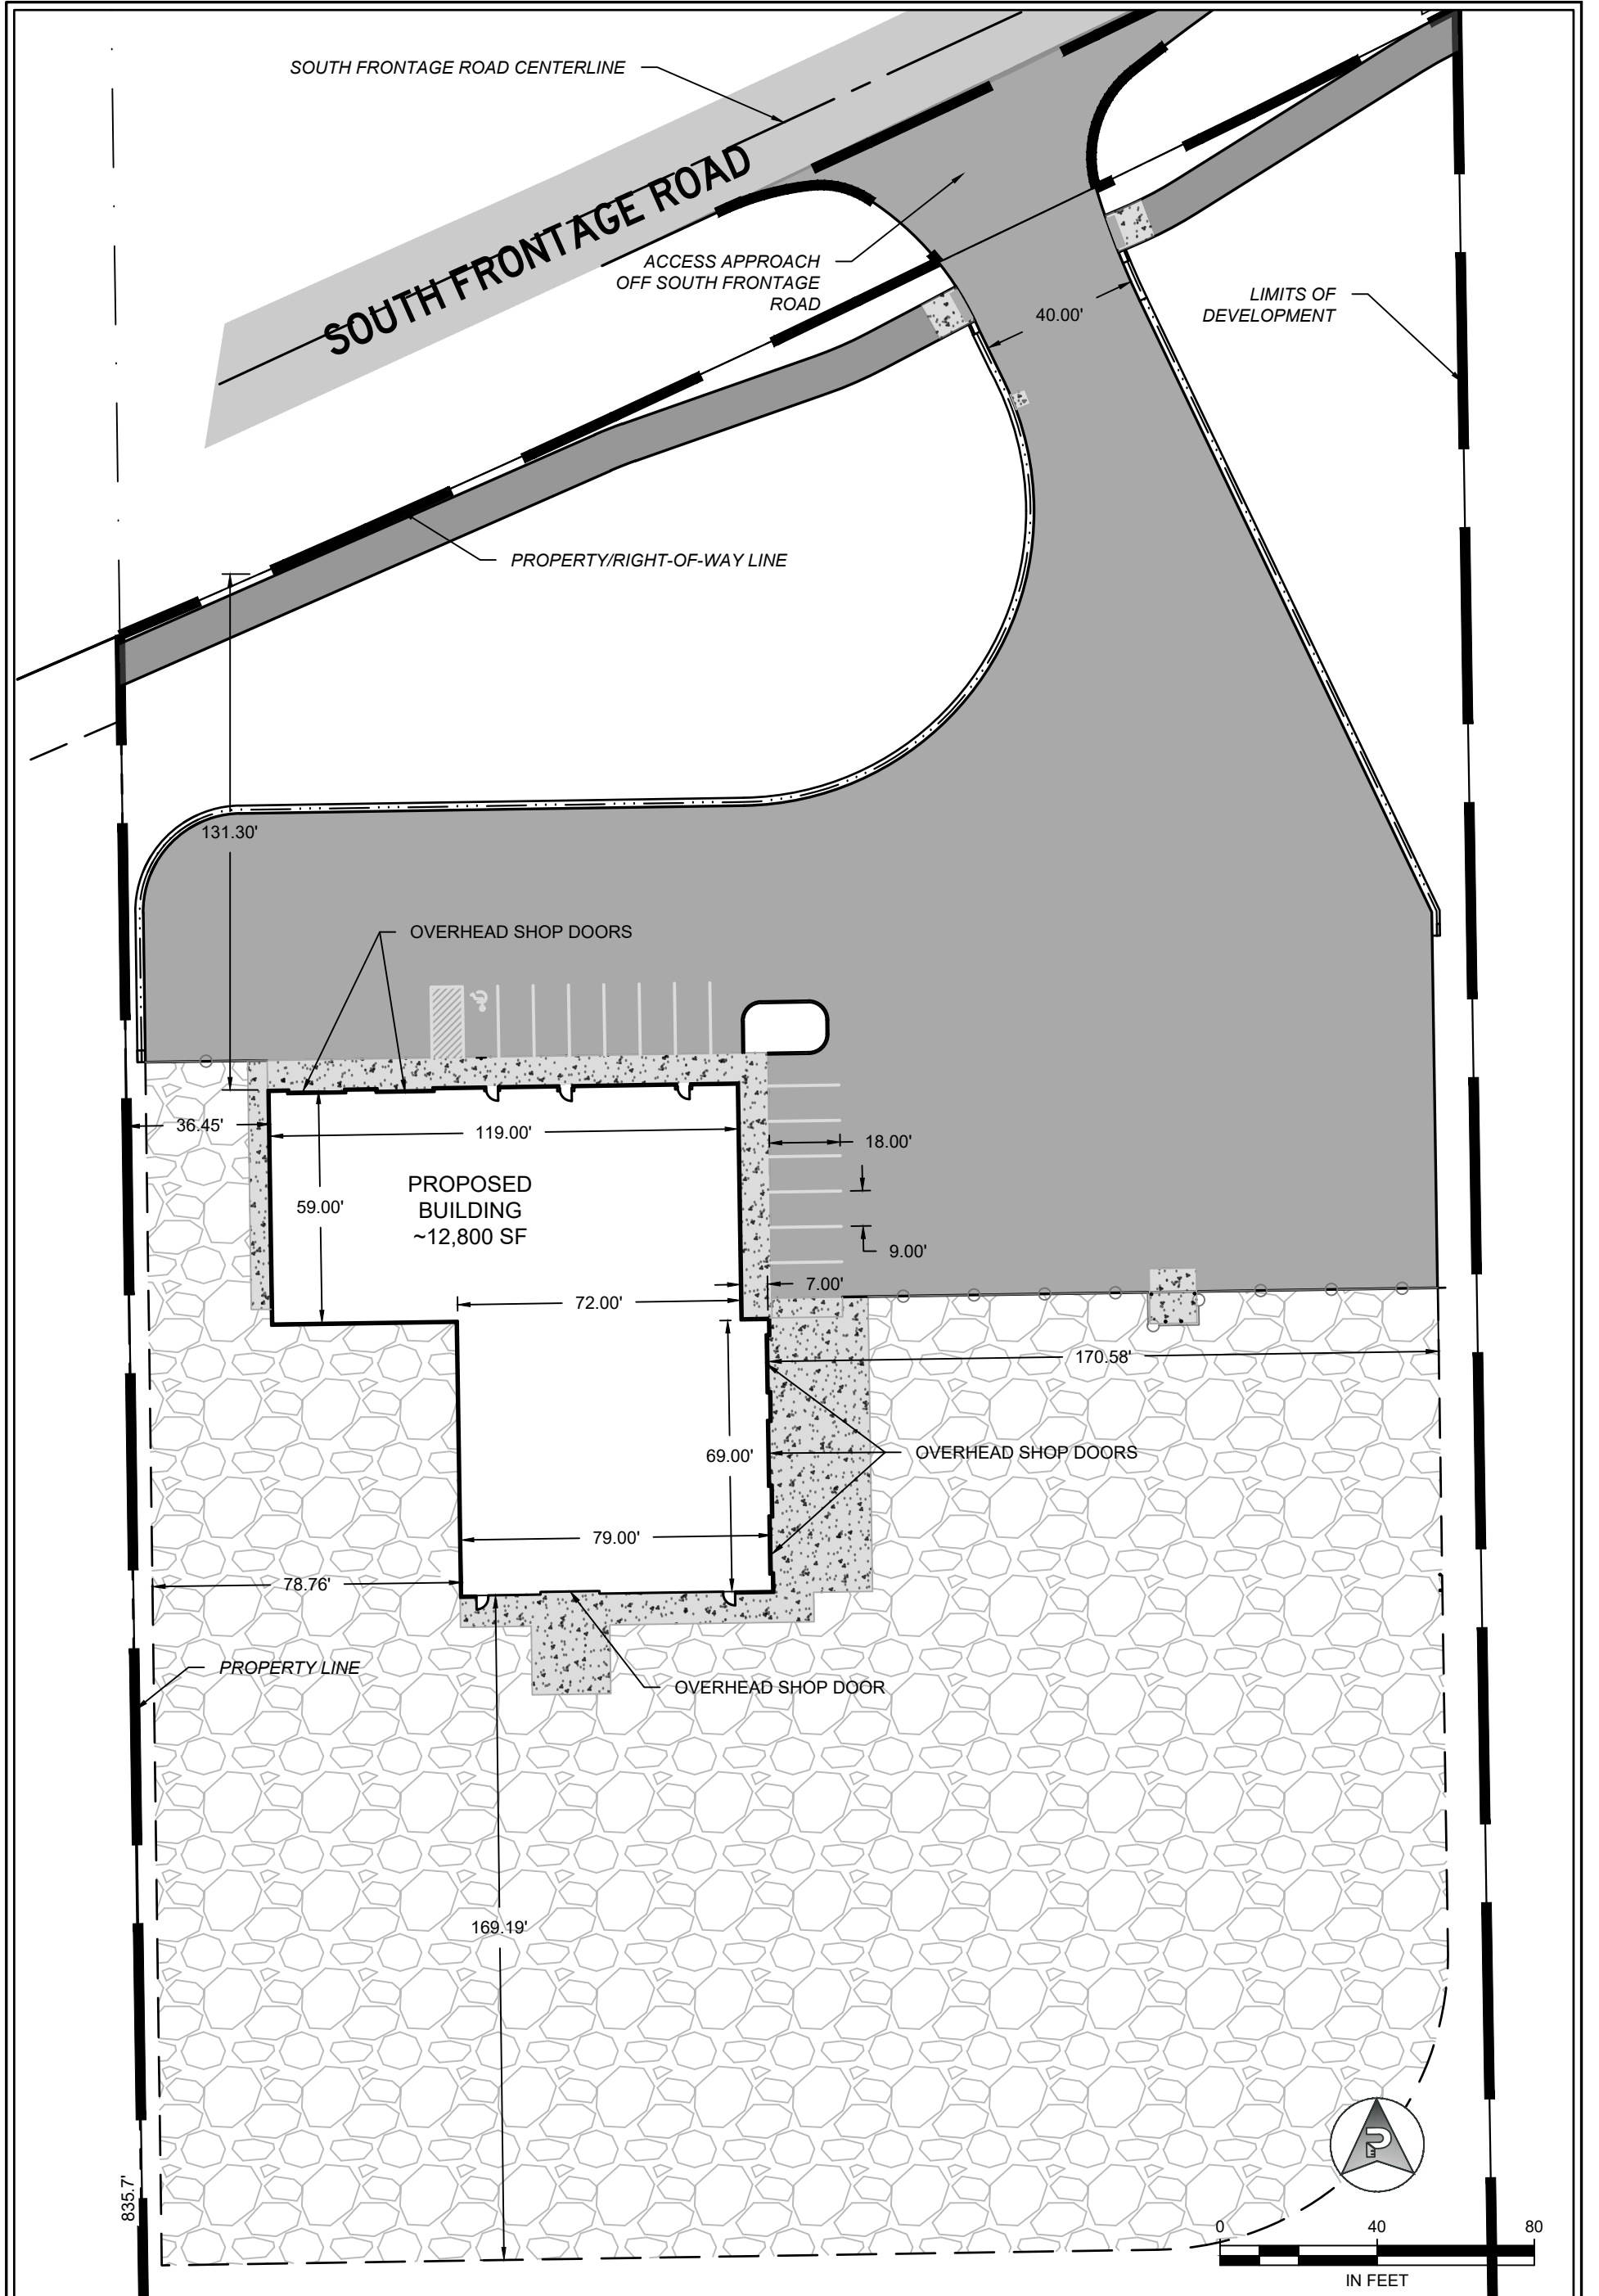 SOUTH FRONTAGE ROAD CENTERLINE
SOUTH FRONTAGE ROAD
ACCESS APPROACH
OFF SOUTH FRONTAGE
ROAD
40.00'
LIMITS OF
DEVELOPMENT
PROPERTY/RIGHT-OF-WAY LINE
131.30'
OVERHEAD SHOP DOORS
36.45'
119.00'
18.00'
PROPOSED
BUILDING
~12,800 SF
59.00'
9.00'
7.00'
72.00'
170.58'
69.00'
OVERHEAD SHOP DOORS
79.00'
78.76'
PROPERTY LINE
OVERHEAD SHOP DOOR
169.19'
835.7'
0 40 80
IN FEET